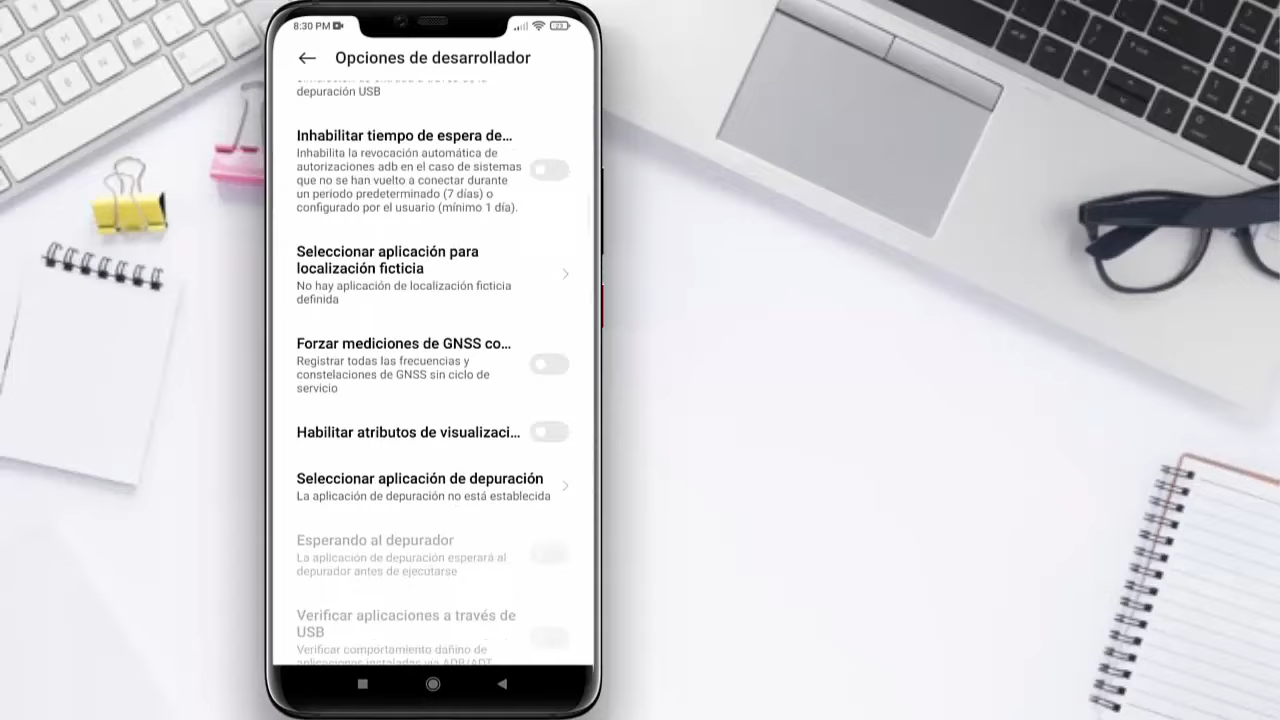 8:30 PM
Opciones de desarrollador
depuración USB
Inhabilitar tiempo de espera de...
Inhabilita la revocación automática de
autorizaciones adb en el caso de sistemas
que no se han vuelto a conectar durante
un periodo predeterminado (7 días) o
configurado por el usuario (mínimo 1 día).
Seleccionar aplicación para
localización ficticia
No hay aplicación de localización ficticia
definida
Forzar mediciones de GNSS co...
Registrar todas las frecuencias y
constelaciones de GNSS sin ciclo de
servicio
Habilitar atributos de visualizaci...
Seleccionar aplicación de depuración
La aplicación de depuración no está establecida
Esperando al depurador
La aplicación de depuración esperará al
depurador antes de ejecutarse
Verificar aplicaciones a través de
USB
Verificar comportamiento dañino de
aplicaciones instaladas vía ADB/ADT